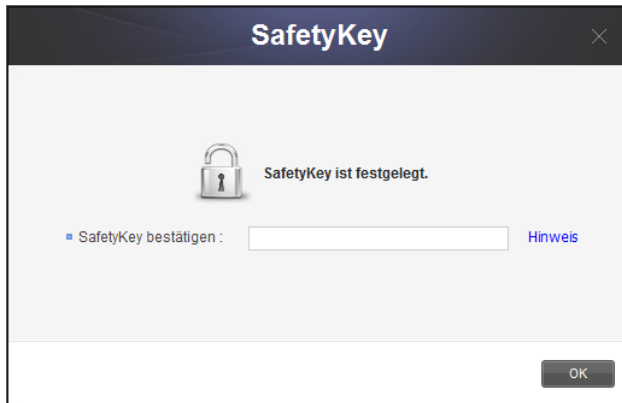 SafetyKey
SafetyKey ist festgelegt.
SafetyKey bestätigen :
Hinweis
OK